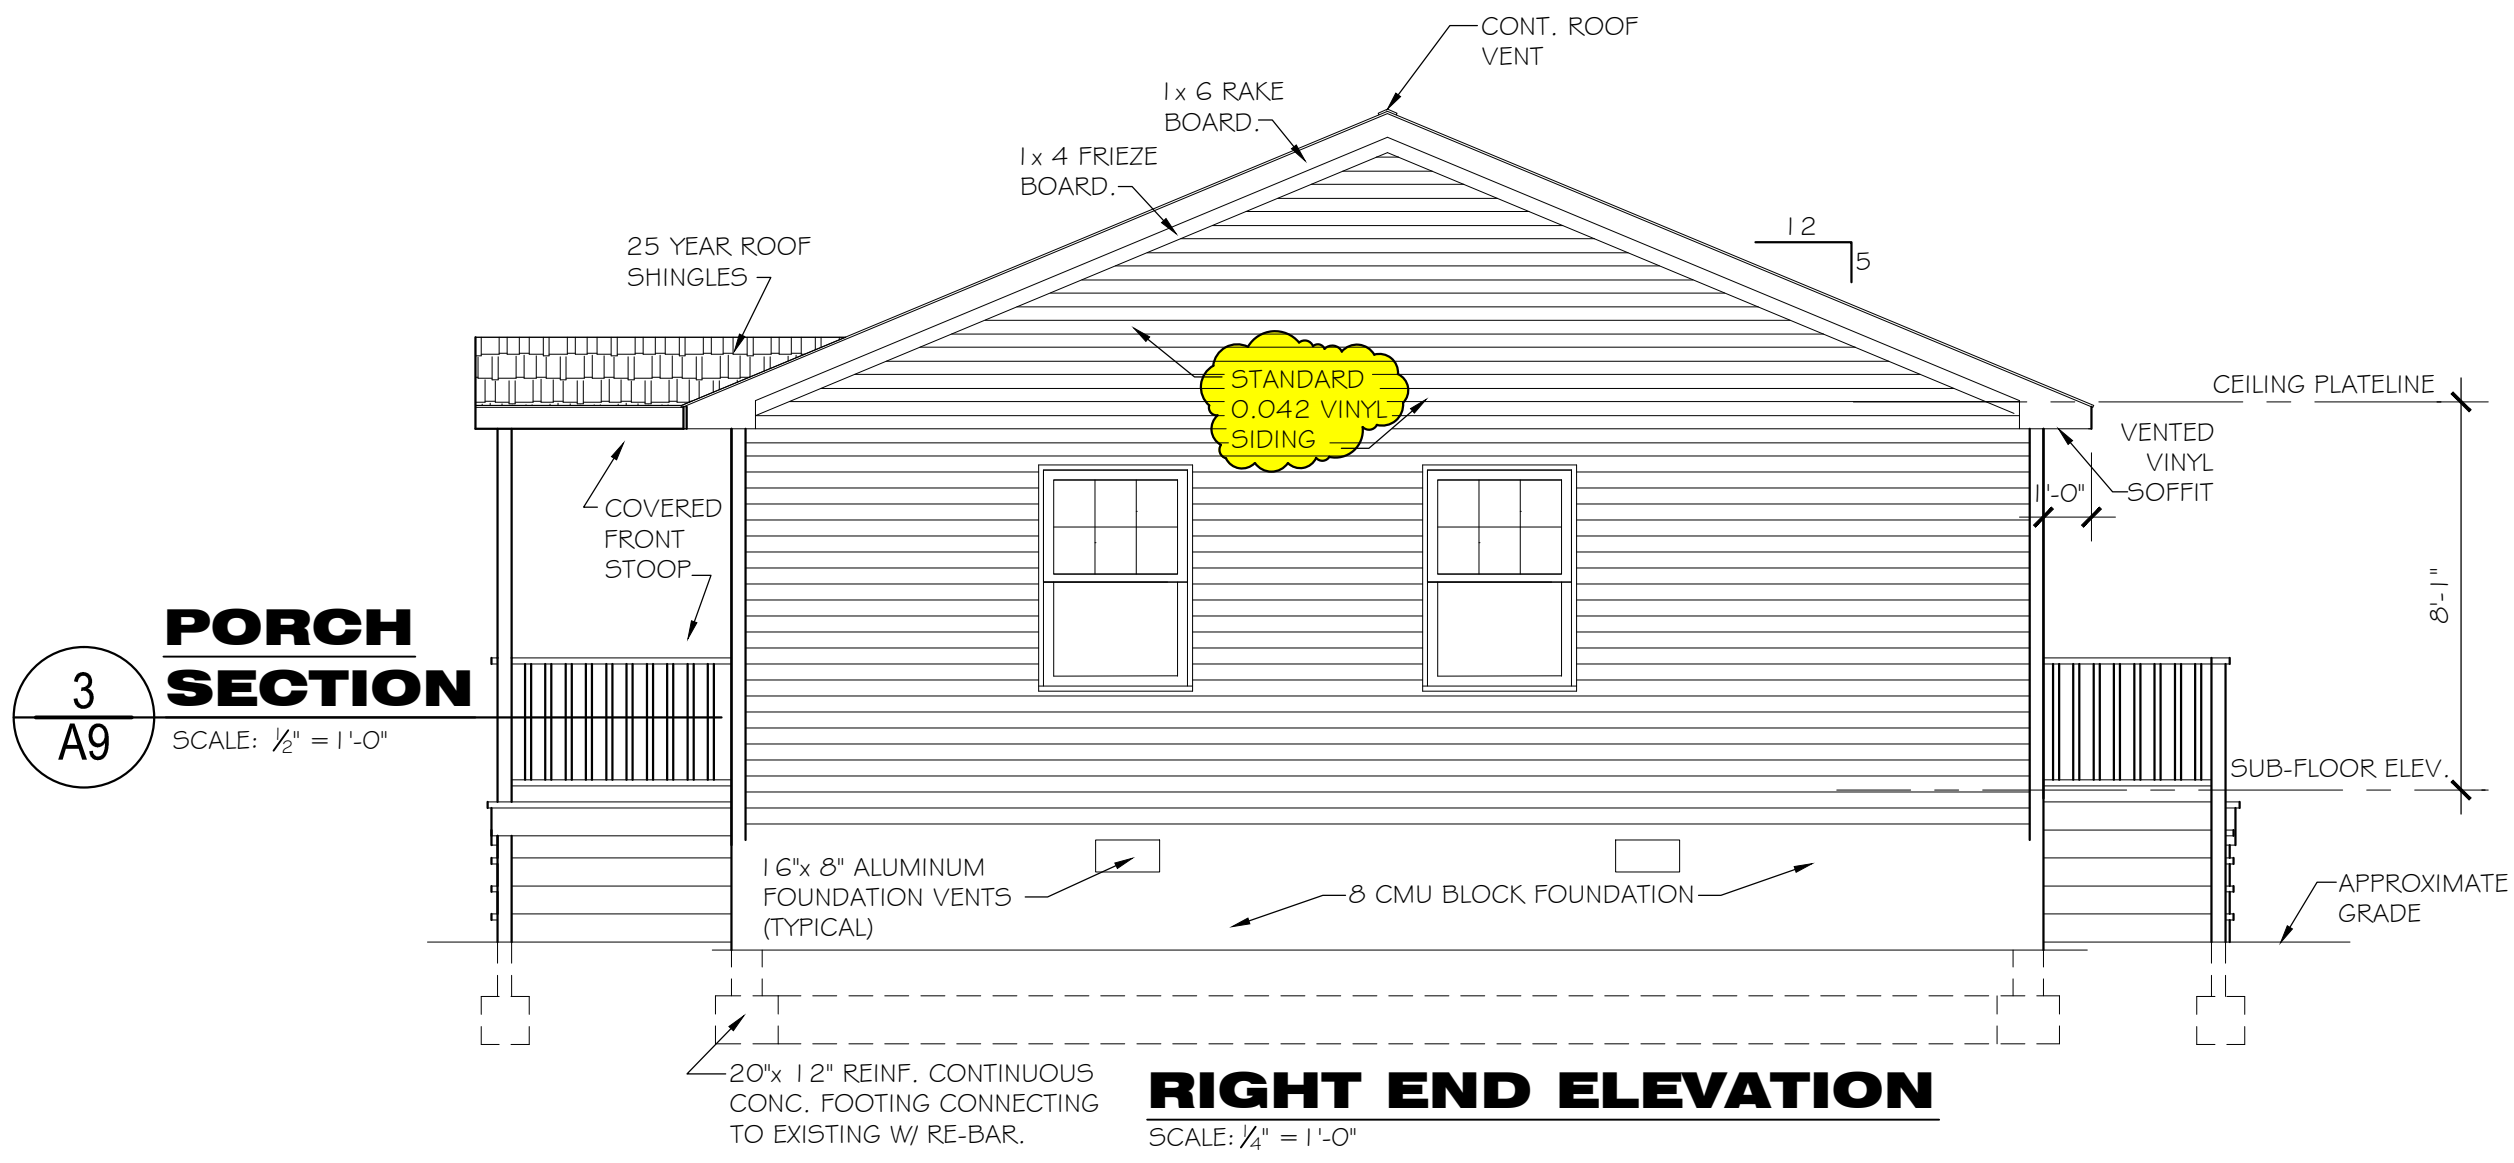 CONT. ROOF
VENT
1x 6 RAKE
BOARD.
1x 4 FRIEZE
BOARD.
25 YEAR ROOF
SHINGLES
12
5
STANDARD
0.042 VINYL
SIDING
CEILING PLATELINE
VENTED
VINYL
SOFFIT
1'-0"
COVERED
FRONT
STOOP
8'-1"
PORCH
SECTION
3
A9
SCALE: 1/2" = 1'-0"
SUB-FLOOR ELEV.
16"x 8" ALUMINUM
FOUNDATION VENTS
(TYPICAL)
8 CMU BLOCK FOUNDATION
APPROXIMATE
GRADE
20"x 12" REINF. CONTINUOUS
CONC. FOOTING CONNECTING
TO EXISTING W/ RE-BAR.
RIGHT END ELEVATION
SCALE: 1/4" = 1'-0"